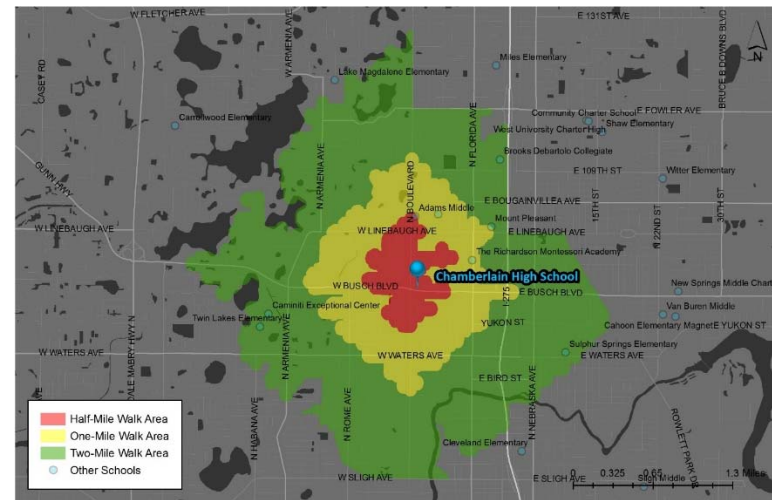 W FLETCHER AVE
E 131ST AVE
W ARMENIA AVE
BRUCE B DOWNS BLVD
N
CASEY RD
Miles Elementary
Lake Magdalene Elementary
Carrollwood Elementary
N FLORIDA AVE
Community Charter School
E FOWLER AVE
West University Charter High
Shaw Elementary
Brooks Debartolo Collegiate
GUNN HWY
N ARMENIA AVE
N BOULEVARD
E 109TH ST
Witter Elementary
15TH ST
N 22ND ST
30TH ST
E BOUGAINVILLEA AVE
Adams Middle
Mount Pleasant
W LINEBAUGH AVE
W LINEBAUGH AVE
E LINEBAUGH AVE
The Richardson Montessori Academy
Chamberlain High School
W BUSCH BLVD
I-275
E BUSCH BLVD
New Springs Middle Chart
Caminiti Exceptional Center
Van Buren Middle
Twin Lakes Elementary
YUKON ST
Cahoon Elementary Magnet
E YUKON ST
DALE MABRY HWY N
N ARMENIA AVE
W WATERS AVE
W WATERS AVE
Sulphur Springs Elementary
E WATERS AVE
E BIRD ST
N HABANA AVE
N ROME AVE
N NEBRASKA AVE
ROWLETT PARK DR
Cleveland Elementary
W SLIGH AVE
E SLIGH AVE
Sligh Middle
0 0.325 0.65 1.3 Miles
Half-Mile Walk Area
One-Mile Walk Area
Two-Mile Walk Area
Other Schools